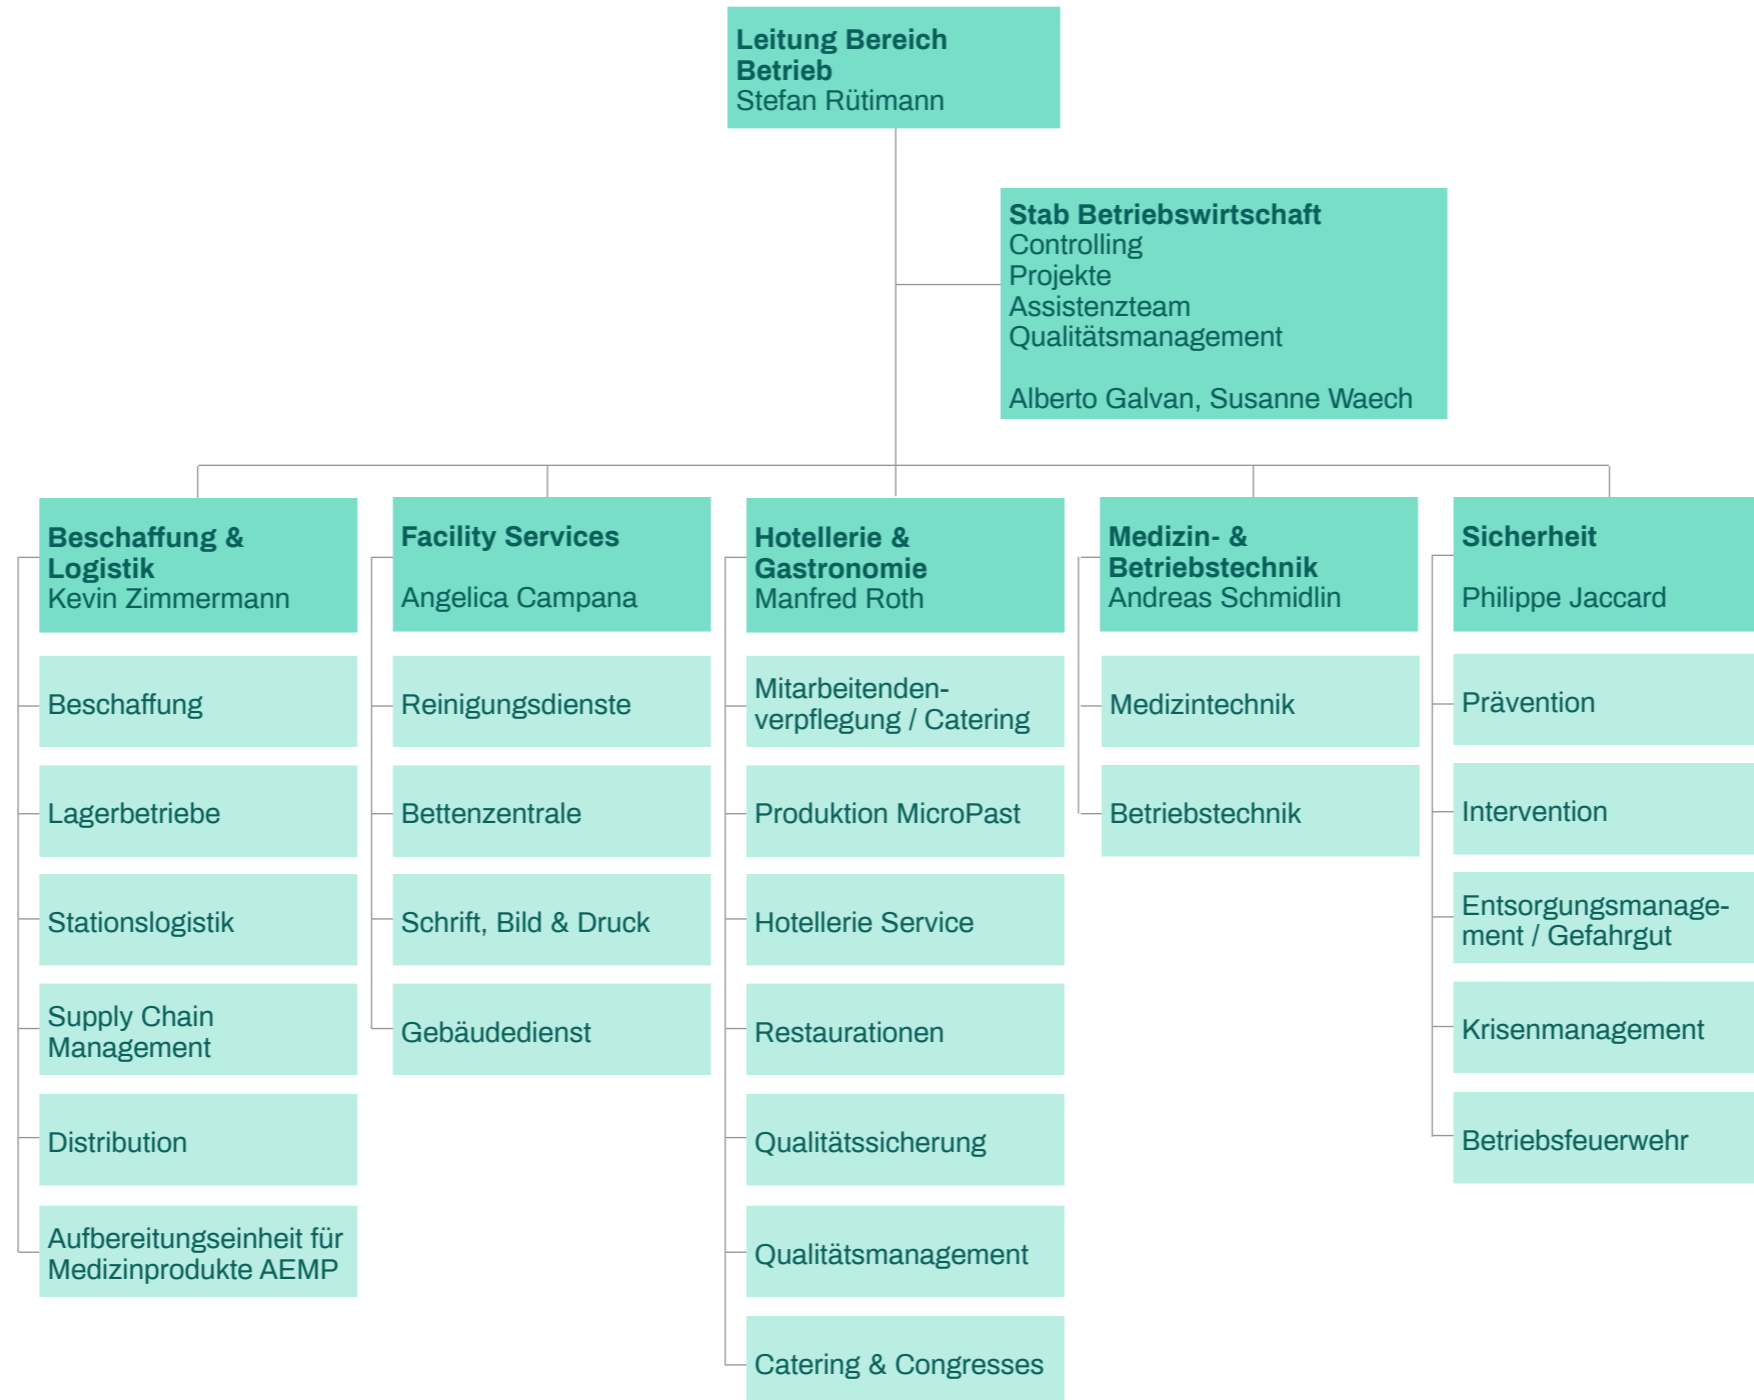 Leitung Bereich
Betrieb
Stefan Rütimann
Stab Betriebswirtschaft
Controlling
Projekte
Assistenzteam
Qualitätsmanagement
Alberto Galvan, Susanne Waech
Beschaffung &
Logistik
Kevin Zimmermann
Beschaffung
Lagerbetriebe
Stationslogistik
Supply Chain
Management
Distribution
Aufbereitungseinheit für
Medizinprodukte AEMP
Facility Services
Angelica Campana
Reinigungsdienste
Bettenzentrale
Schrift, Bild & Druck
Gebäudedienst
Hotellerie &
Gastronomie
Manfred Roth
Mitarbeitenden-
verpflegung / Catering
Produktion MicroPast
Hotellerie Service
Restaurationen
Qualitätssicherung
Qualitätsmanagement
Catering & Congresses
Medizin- &
Betriebstechnik
Andreas Schmidlin
Medizintechnik
Betriebstechnik
Sicherheit
Philippe Jaccard
Prävention
Intervention
Entsorgungsmanage-
ment / Gefahrgut
Krisenmanagement
Betriebsfeuerwehr